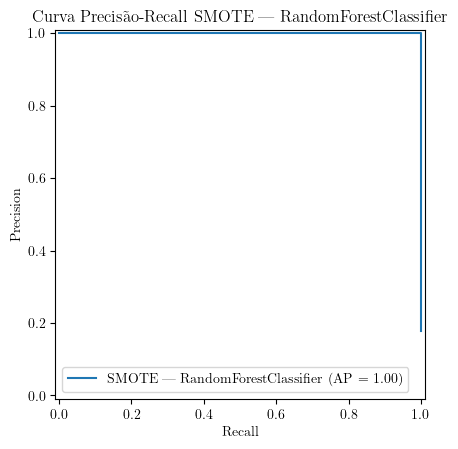 Curva Precisão-Recall SMOTE — RandomForestClassifier
1.0
0.8
0.6
0.4
0.2
0.0
Precision
SMOTE — RandomForestClassifier (AP = 1.00)
0.0 0.2 0.4 0.6 0.8 1.0
Recall